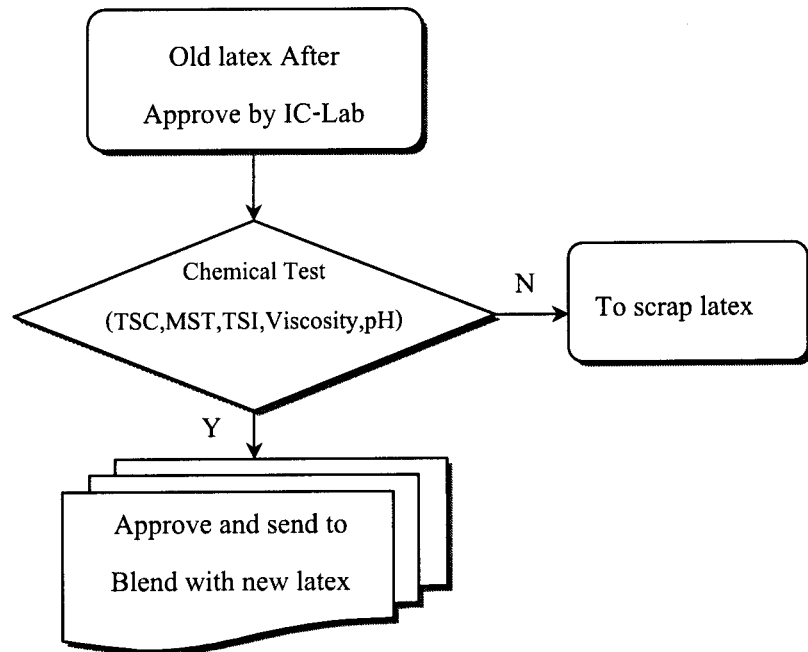 Old latex After
Approve by IC-Lab
Chemical Test
(TSC,MST,TSI,Viscosity,pH)
N
To scrap latex
Y
Approve and send to
Blend with new latex